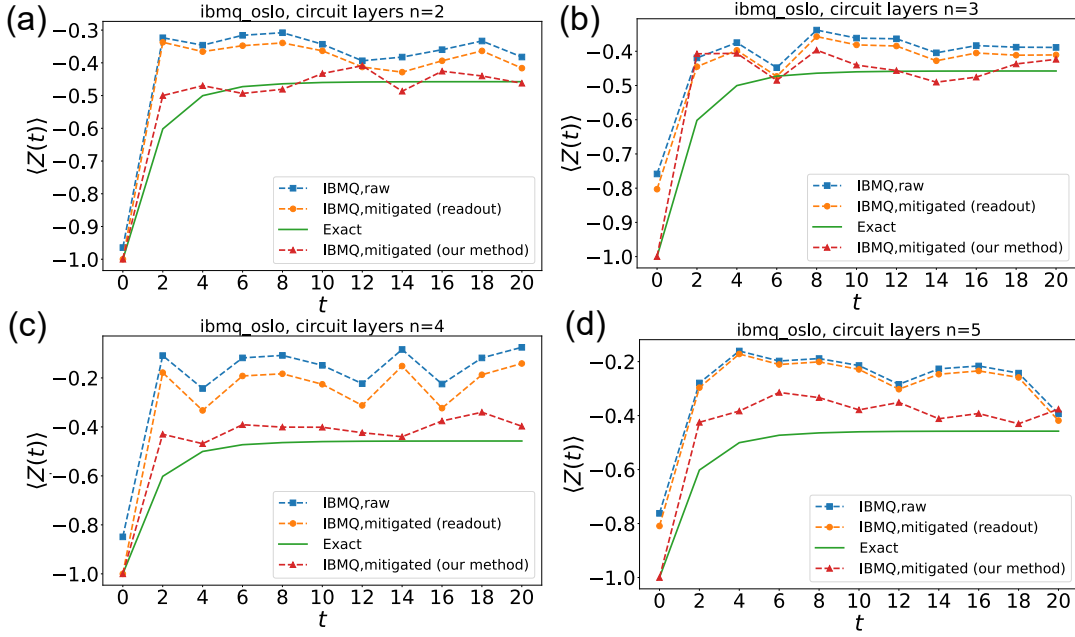 (a)
ibmq_oslo, circuit layers n=2
⟨Z(t)⟩
−0.3
−0.4
−0.5
−0.6
−0.7
−0.8
−0.9
−1.0
IBMQ,raw
IBMQ,mitigated (readout)
Exact
IBMQ,mitigated (our method)
0 2 4 6 8 10 12 14 16 18 20
t
(b)
ibmq_oslo, circuit layers n=3
⟨Z(t)⟩
−0.4
−0.5
−0.6
−0.7
−0.8
−0.9
−1.0
IBMQ,raw
IBMQ,mitigated (readout)
Exact
IBMQ,mitigated (our method)
0 2 4 6 8 10 12 14 16 18 20
t
(c)
ibmq_oslo, circuit layers n=4
⟨Z(t)⟩
−0.2
−0.4
−0.6
−0.8
−1.0
IBMQ,raw
IBMQ,mitigated (readout)
Exact
IBMQ,mitigated (our method)
0 2 4 6 8 10 12 14 16 18 20
t
(d)
ibmq_oslo, circuit layers n=5
⟨Z(t)⟩
−0.2
−0.4
−0.6
−0.8
−1.0
IBMQ,raw
IBMQ,mitigated (readout)
Exact
IBMQ,mitigated (our method)
0 2 4 6 8 10 12 14 16 18 20
t